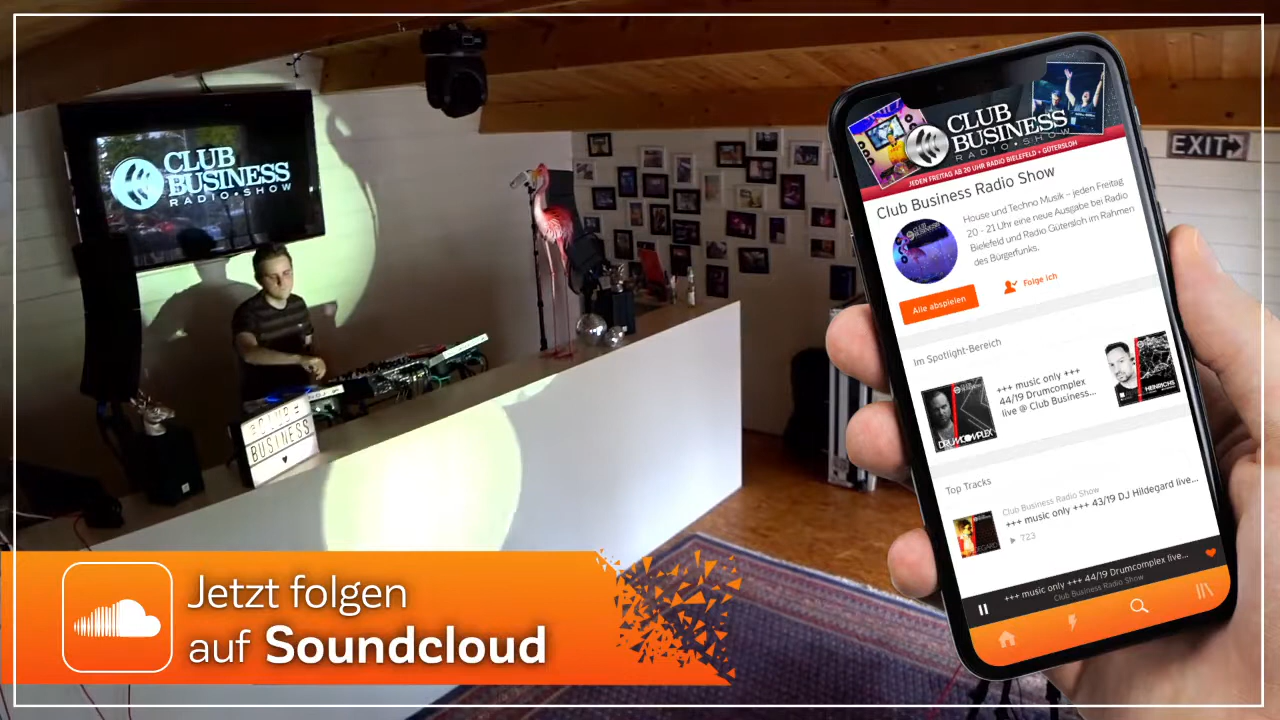 CLUB
BUSINESS
RADIO•SHOW
CLUB
BUSINESS
♥
EXIT
CLUB
BUSINESS
RADIO•SHOW
JEDEN FREITAG AB 20 UHR RADIO BIELEFELD + GÜTERSLOH
Club Business Radio Show
House und Techno Musik – jeden Freitag
20 - 21 Uhr eine neue Ausgabe bei Radio
Bielefeld und Radio Gütersloh im Rahmen
des Bürgerfunks.
Alle abspielen
Folge ich
Im Spotlight-Bereich
DRUMCOMPLEX
+++ music only +++
44/19 Drumcomplex
live @ Club Business...
HEINRICHS
Top Tracks
Club Business Radio Show
+++ music only +++ 43/19 DJ Hildegard live...
723
+++ music only +++ 44/19 Drumcomplex live...
Club Business Radio Show
Jetzt folgen
auf Soundcloud